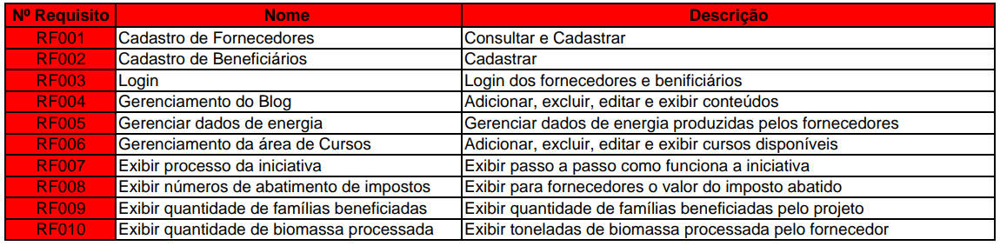 Nº Requisito Nome Descrição
RF001 Cadastro de Fornecedores Consultar e Cadastrar
RF002 Cadastro de Beneficiários Cadastrar
RF003 Login Login dos fornecedores e benificiários
RF004 Gerenciamento do Blog Adicionar, excluir, editar e exibir conteúdos
RF005 Gerenciar dados de energia Gerenciar dados de energia produzidas pelos fornecedores
RF006 Gerenciamento da área de Cursos Adicionar, excluir, editar e exibir cursos disponíveis
RF007 Exibir processo da iniciativa Exibir passo a passo como funciona a iniciativa
RF008 Exibir números de abatimento de impostos Exibir para fornecedores o valor do imposto abatido
RF009 Exibir quantidade de famílias beneficiadas Exibir quantidade de famílias beneficiadas pelo projeto
RF010 Exibir quantidade de biomassa processada Exibir toneladas de biomassa processada pelo fornecedor